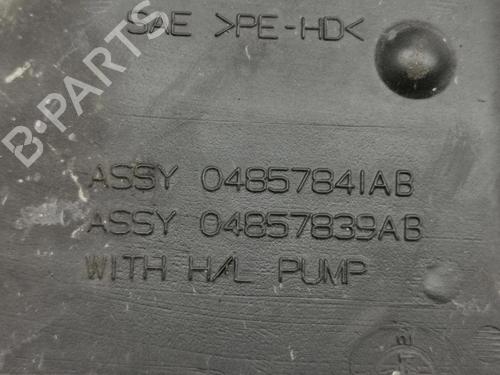 SAE >PE-HD<
B-PARTS
ASSY 04857841AB
ASSY 04857839AB
WITH H/L PUMP